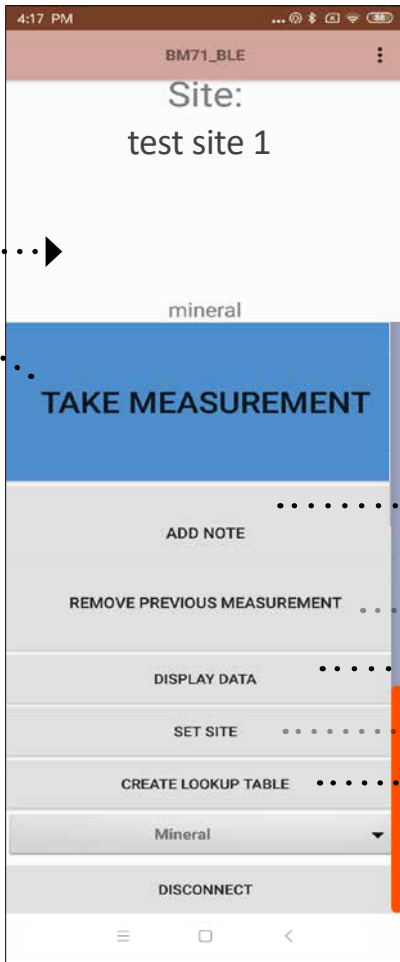 4:17 PM
BM71_BLE
Site:
test site 1
mineral
TAKE MEASUREMENT
ADD NOTE
REMOVE PREVIOUS MEASUREMENT
DISPLAY DATA
SET SITE
CREATE LOOKUP TABLE
Mineral
DISCONNECT